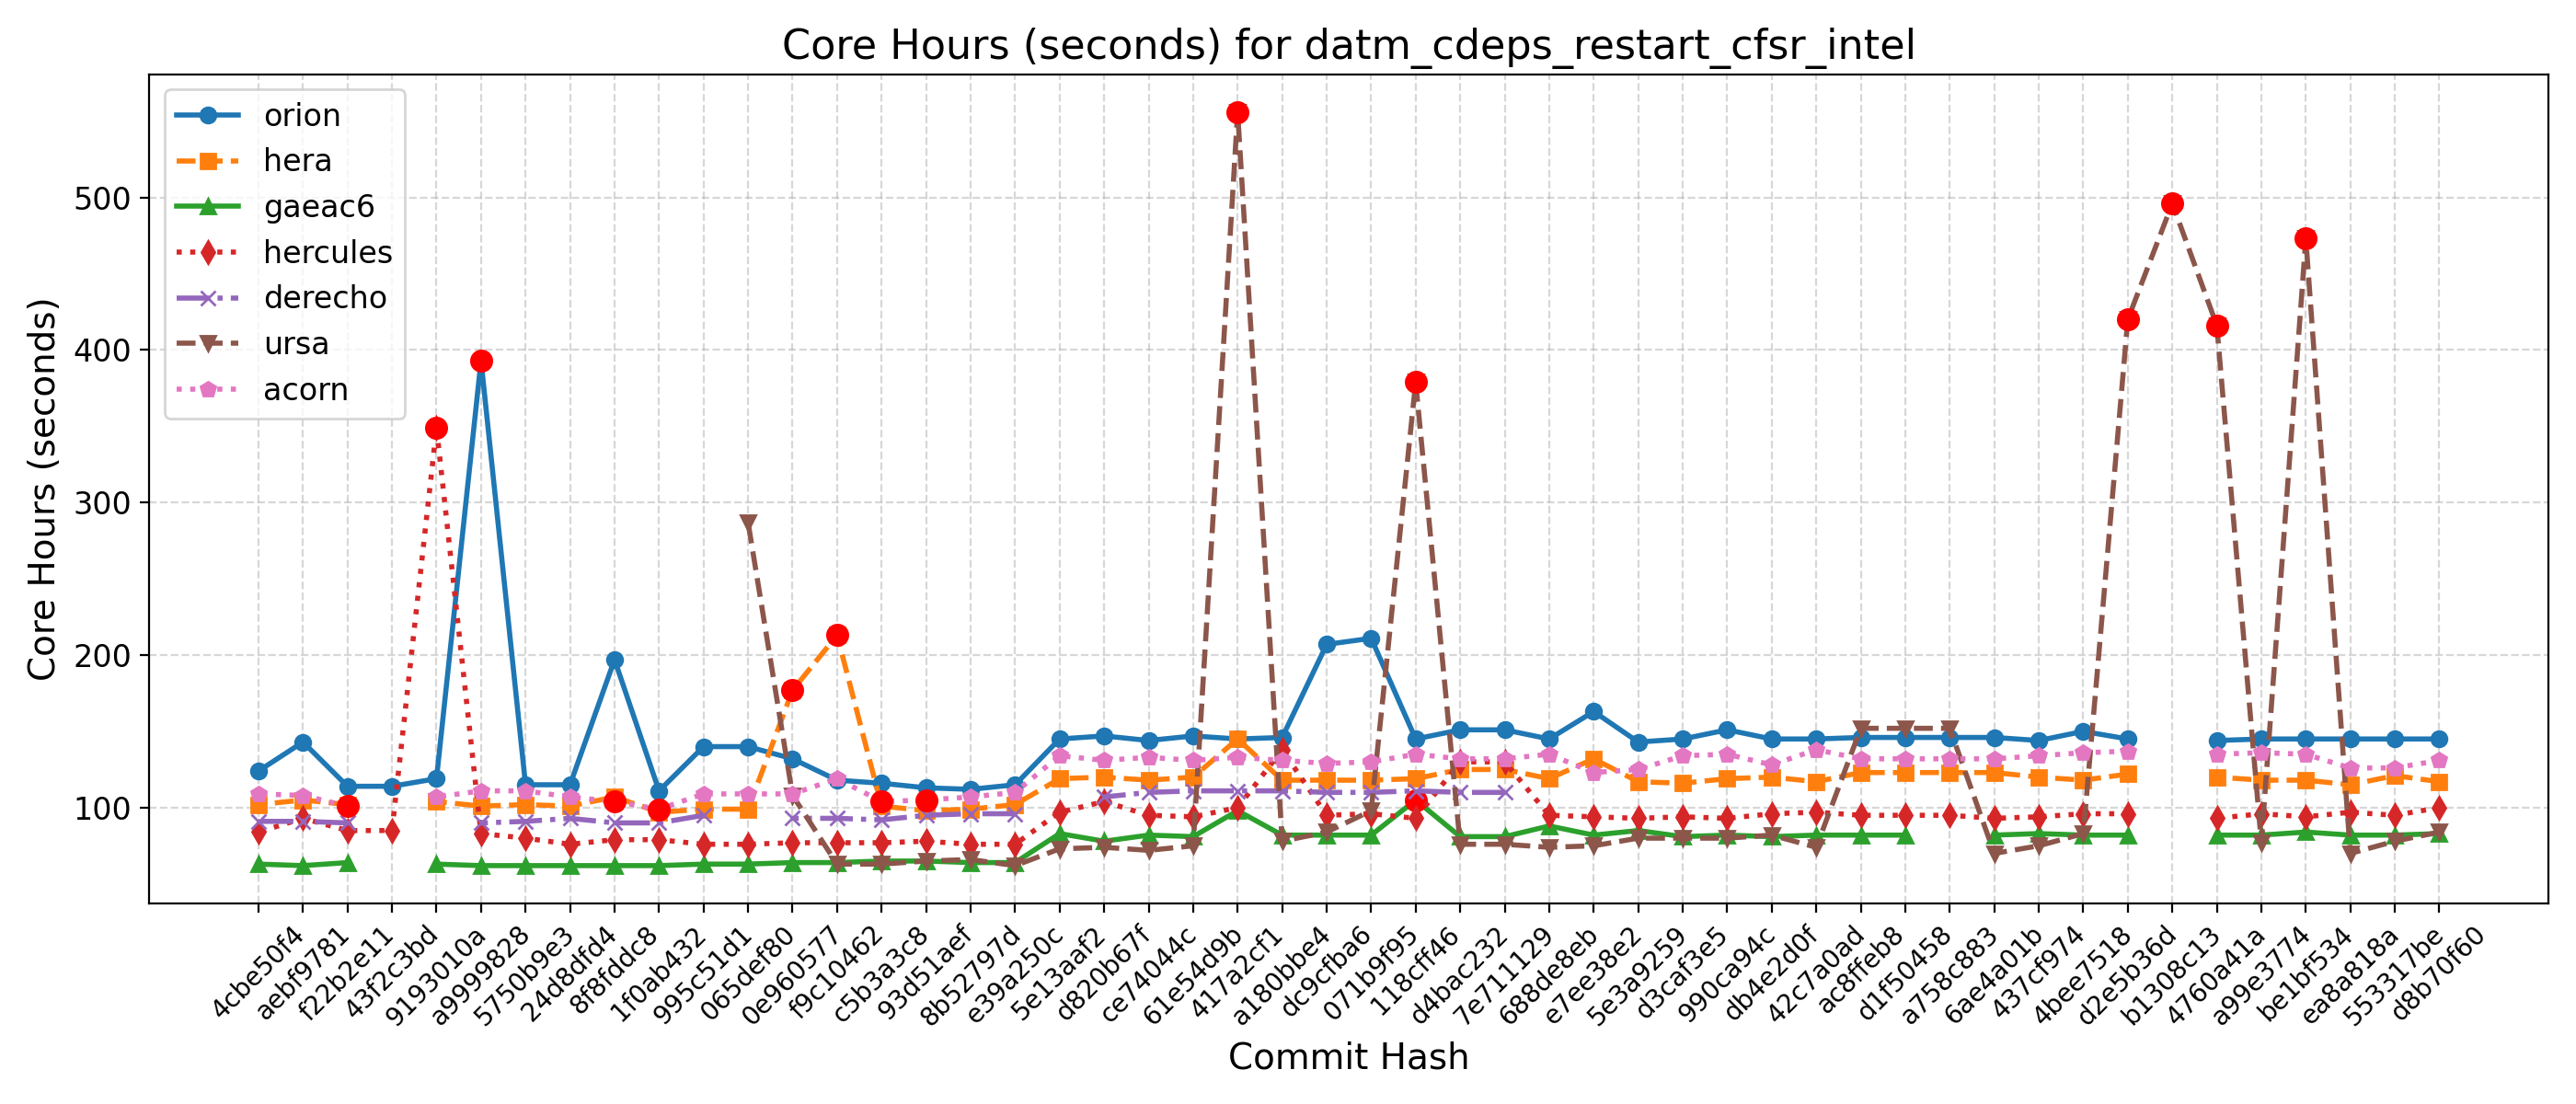 Core Hours (seconds) for datm_cdeps_restart_cfsr_intel
orion
hera
gaeac6
hercules
derecho
ursa
acorn
Core Hours (seconds)
500
400
300
200
100
4cbe50f4
aebf9781
f22b2e11
43f2c3bd
9193010a
a9999828
5750b9e3
24d8dfd4
8f8fddc8
1f0ab432
995c51d1
065def80
0e960577
f9c10462
c5b3a3c8
93d51aef
8b52797d
e39a250c
5e13aaf2
d820b67f
ce74044c
61e54d9b
417a2cf1
a180bbe4
dc9cfba6
071b9f95
118cff46
d4bac232
7e711129
688de8eb
e7ee38e2
5e3a9259
d3caf3e5
990ca94c
db4e2d0f
42c7a0ad
ac8ffeb8
d1f50458
a758c883
6ae4a01b
437cf974
4bee7518
d2e5b36d
b1308c13
4760a41a
a99e3774
be1bf534
ea8a818a
553317be
d8b70f60
Commit Hash